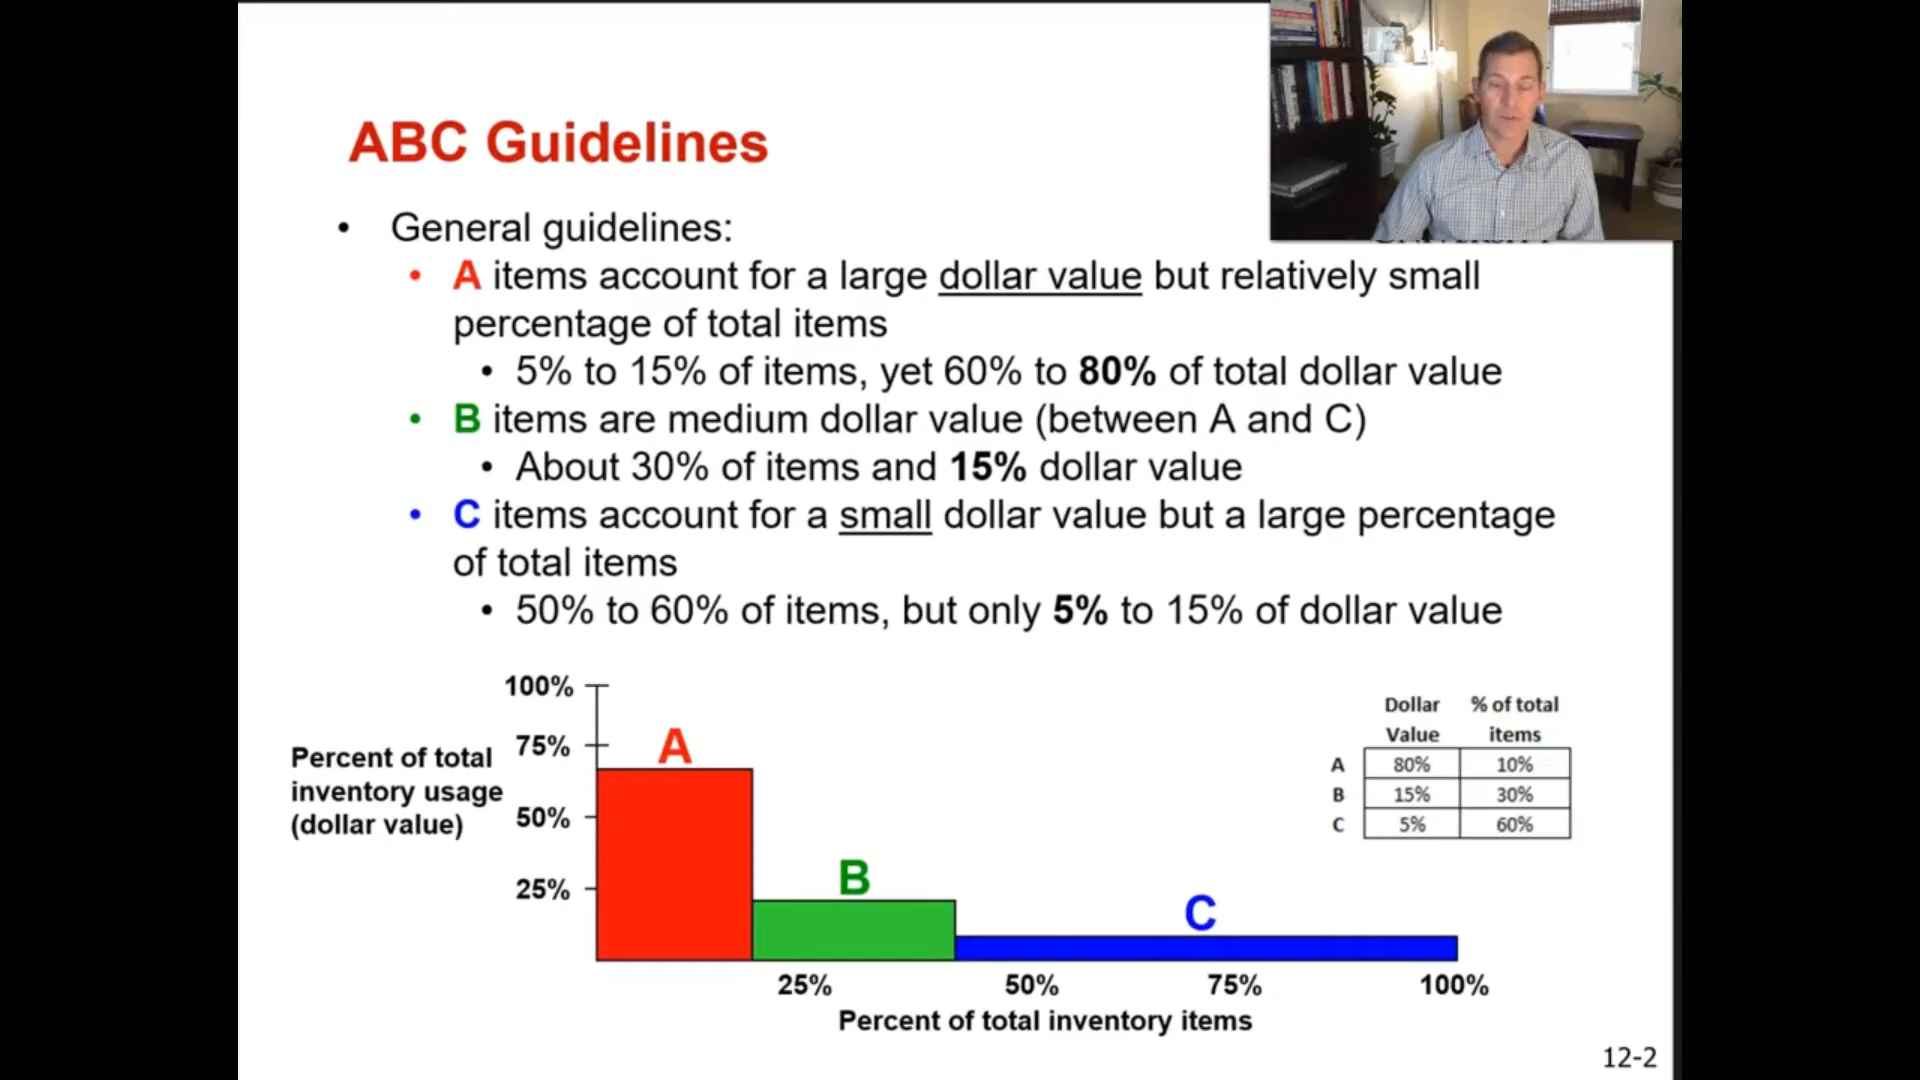 ABC Guidelines
• General guidelines:
• A items account for a large dollar value but relatively small
percentage of total items
• 5% to 15% of items, yet 60% to 80% of total dollar value
• B items are medium dollar value (between A and C)
• About 30% of items and 15% dollar value
• C items account for a small dollar value but a large percentage
of total items
• 50% to 60% of items, but only 5% to 15% of dollar value
Percent of total
inventory usage
(dollar value)
100%
75%
50%
25%
A
B
C
25% 50% 75% 100%
Percent of total inventory items
Dollar % of total
Value items
A 80% 10%
B 15% 30%
C 5% 60%
12-2